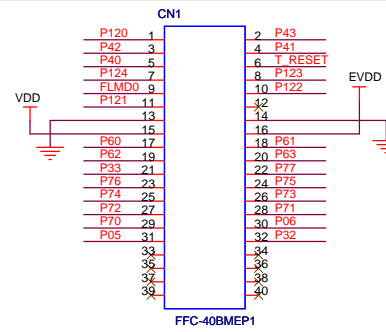 CN1
P120 1 2 P43
P42 3 4 P41
P40 5 6 T_RESET
P124 7 8 P123
FLMD0 9 10 P122
P121 11 12
VDD 13 14 EVDD
15 16
P60 17 18 P61
P62 19 20 P63
P33 21 22 P77
P76 23 24 P75
P74 25 26 P73
P72 27 28 P71
P70 29 30 P06
P05 31 32 P32
33 34
35 36
37 38
39 40
FFC-40BMEP1